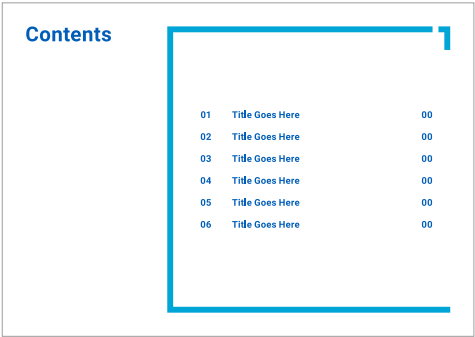 Contents
01 Title Goes Here 00
02 Title Goes Here 00
03 Title Goes Here 00
04 Title Goes Here 00
05 Title Goes Here 00
06 Title Goes Here 00